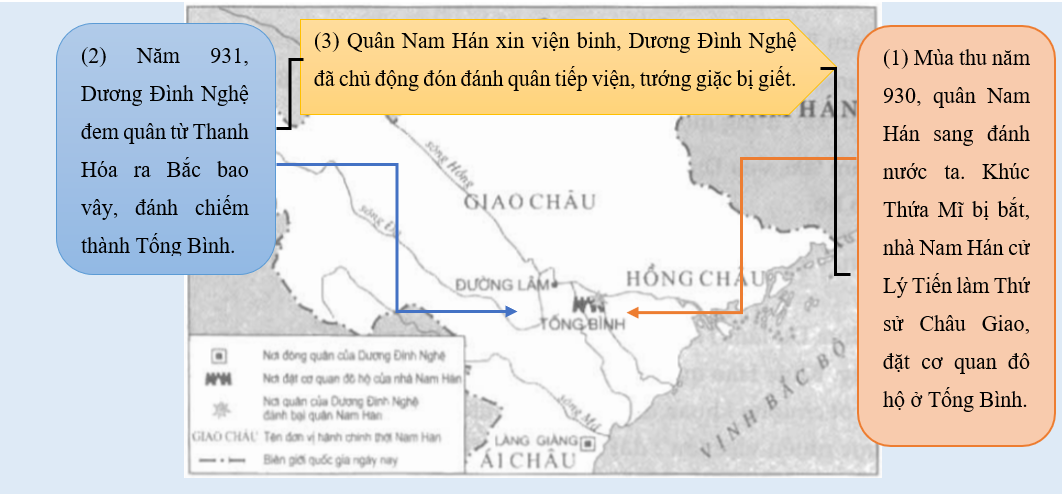 (2) Năm 931,
Dương Đình Nghệ
đem quân từ Thanh
Hóa ra Bắc bao
vây, đánh chiếm
thành Tống Bình.
(3) Quân Nam Hán xin viện binh, Dương Đình Nghệ
đã chủ động đón đánh quân tiếp viện, tướng giặc bị giết.
(1) Mùa thu năm
930, quân Nam
Hán sang đánh
nước ta. Khúc
Thứa Mĩ bị bắt,
nhà Nam Hán cử
Lý Tiến làm Thứ
sử Châu Giao,
đặt cơ quan đô
hộ ở Tống Bình.
NAM HÁN
sông Hồng
GIAO CHÂU
sông Đà
ĐƯỜNG LÂM
HỒNG CHÂU
TỐNG BÌNH
VỊNH BẮC BỘ
sông Mã
LÀNG GIÀNG
ÁI CHÂU
Nơi đóng quân của Dương Đình Nghệ
Nơi đặt cơ quan đô hộ của nhà Nam Hán
Nơi quân của Dương Đình Nghệ
đánh bại quân Nam Hán
GIAO CHÂU Tên đơn vị hành chính thời Nam Hán
Biên giới quốc gia ngày nay